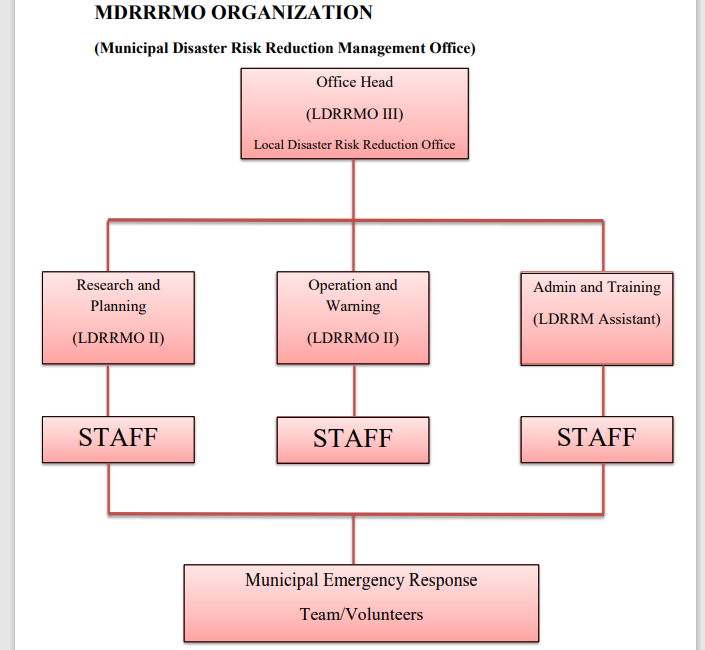 MDRRRMO ORGANIZATION
(Municipal Disaster Risk Reduction Management Office)
Office Head
(LDRRMO III)
Local Disaster Risk Reduction Office
Research and
Planning
(LDRRMO II)
Operation and
Warning
(LDRRMO II)
Admin and Training
(LDRRM Assistant)
STAFF
STAFF
STAFF
Municipal Emergency Response
Team/Volunteers